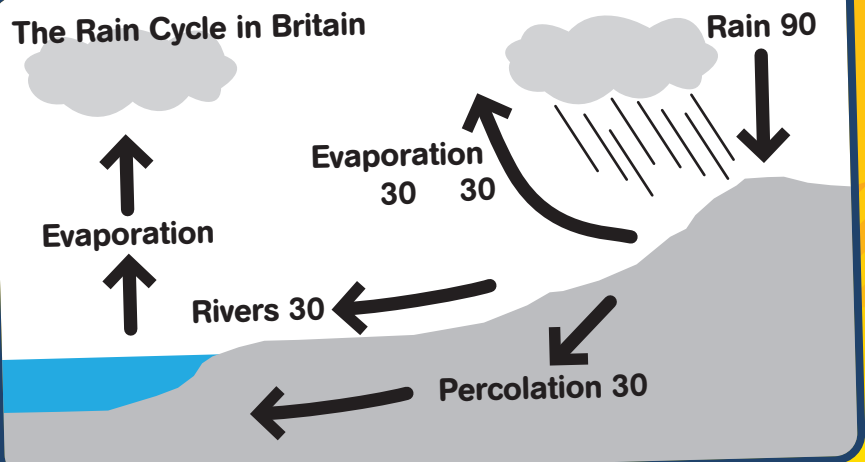 The Rain Cycle in Britain
Rain 90
Evaporation
30 30
Evaporation
Rivers 30
Percolation 30